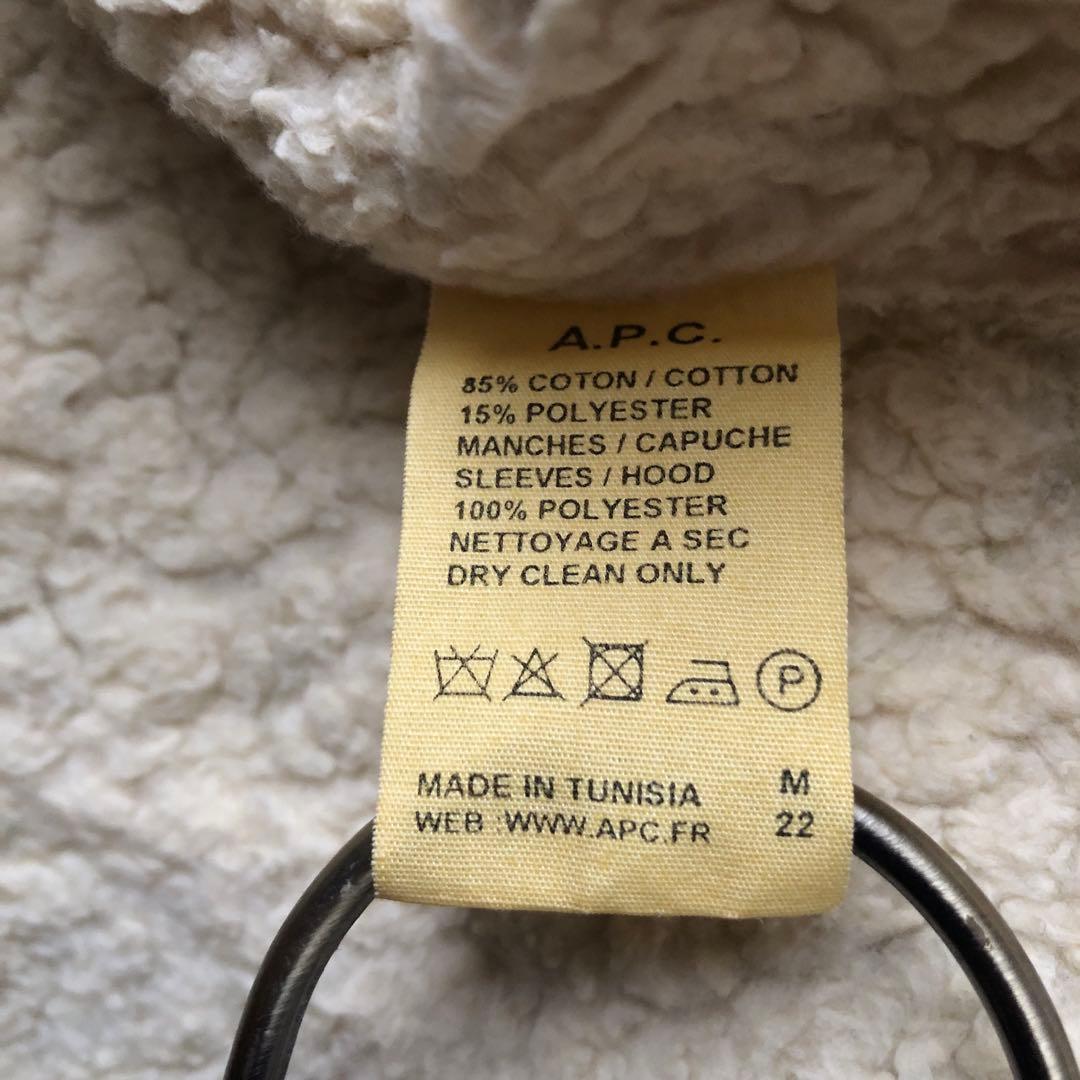 A.P.C.
85% COTON / COTTON
15% POLYESTER
MANCHES / CAPUCHE
SLEEVES / HOOD
100% POLYESTER
NETTOYAGE A SEC
DRY CLEAN ONLY
P
MADE IN TUNISIA M
WEB :WWW.APC.FR 22